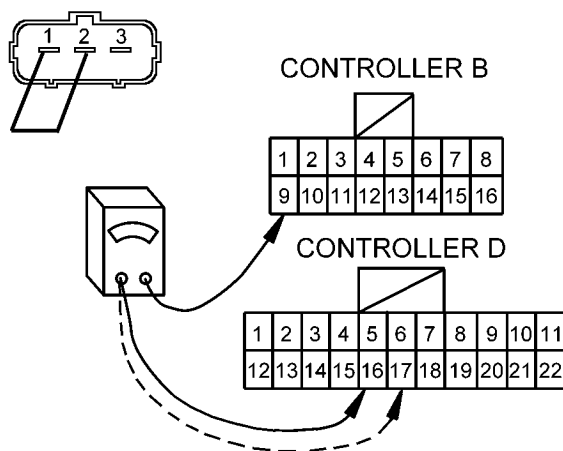 1 2 3
CONTROLLER B
1 2 3 4 5 6 7 8
9 10 11 12 13 14 15 16
CONTROLLER D
1 2 3 4 5 6 7 8 9 10 11
12 13 14 15 16 17 18 19 20 21 22